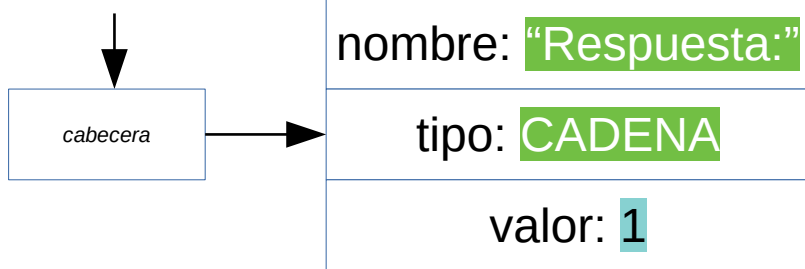 nombre: “Respuesta:”
cabecera
tipo: CADENA
valor: 1